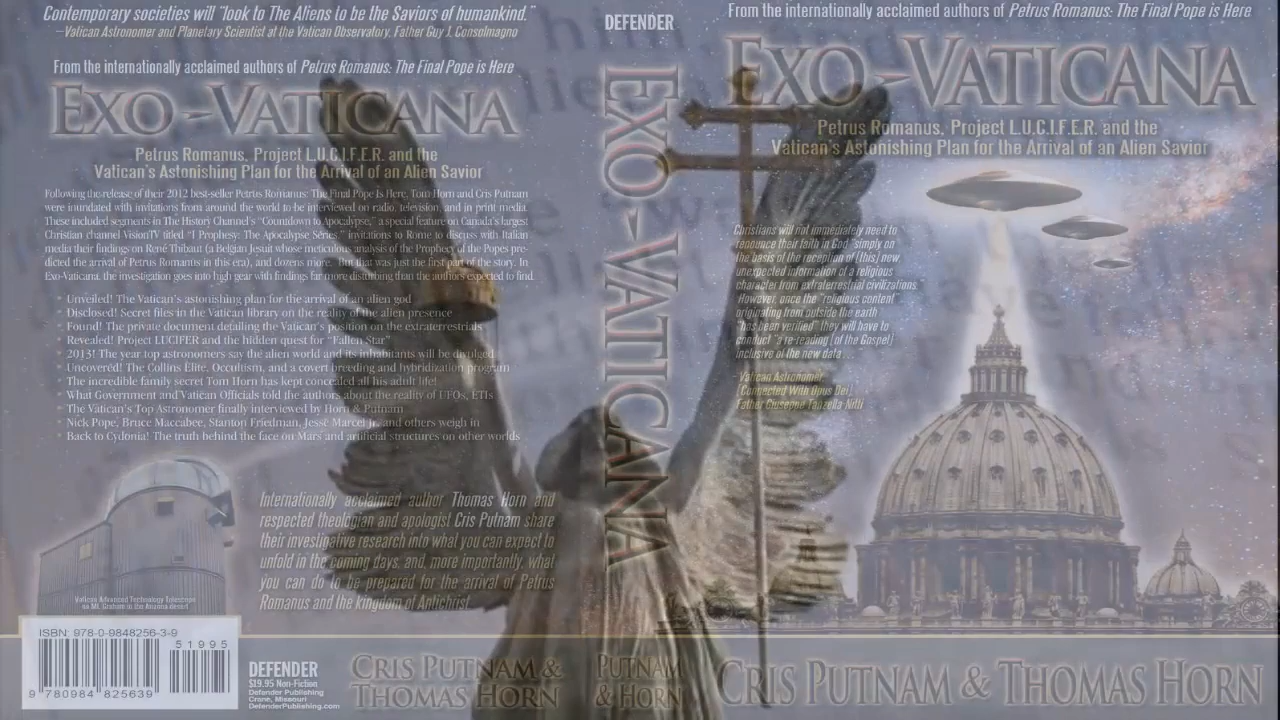 Contemporary societies will "look to The Aliens to be the Saviors of humankind."
–Vatican Astronomer and Planetary Scientist at the Vatican Observatory, Father Guy J. Consolmagno
From the internationally acclaimed authors of Petrus Romanus: The Final Pope is Here
EXO-VATICANA
Petrus Romanus, Project L.U.C.I.F.E.R. and the
Vatican's Astonishing Plan for the Arrival of an Alien Savior
Following the release of their 2012 best-seller Petrus Romanus: The Final Pope Is Here, Tom Horn and Cris Putnam
were inundated with invitations from around the world to be interviewed on radio, television, and in print media.
These included segments in The History Channel's "Countdown to Apocalypse," a special feature on Canada's largest
Christian channel VisionTV titled "I Prophesy: The Apocalypse Series," invitations to Rome to discuss with Italian
media their findings on René Thibaut (a Belgian Jesuit whose meticulous analysis of the Prophecy of the Popes pre-
dicted the arrival of Petrus Romanus in this era), and dozens more. But that was just the first part of the story. In
Exo-Vaticana, the investigation goes into high gear with findings far more disturbing than the authors expected to find.
• Unveiled! The Vatican's astonishing plan for the arrival of an alien god
• Disclosed! Secret files in the Vatican library on the reality of the alien presence
• Found! The private document detailing the Vatican's position on the extraterrestrials
• Revealed! Project LUCIFER and the hidden quest for "Fallen Star"
• 2013! The year top astronomers say the alien world and its inhabitants will be divulged
• Uncovered! The Collins Elite, Occultism, and a covert breeding and hybridization program
• The incredible family secret Tom Horn has kept concealed all his adult life!
• What Government and Vatican Officials told the authors about the reality of UFOs, ETIs
• The Vatican's Top Astronomer finally interviewed by Horn & Putnam
• Nick Pope, Bruce Maccabee, Stanton Friedman, Jesse Marcel jr, and others weigh in
• Back to Cydonia! The truth behind the face on Mars and artificial structures on other worlds
Internationally acclaimed author Thomas Horn and
respected theologian and apologist Cris Putnam share
their investigative research into what you can expect to
unfold in the coming days, and, more importantly, what
you can do to be prepared for the arrival of Petrus
Romanus and the kingdom of Antichrist.
Vatican Advanced Technology Telescope
on Mt. Graham in the Arizona desert
ISBN: 978-0-9848256-3-9
51995
9 780984 825639
DEFENDER
$19.95 Non-Fiction
Defender Publishing
Crane, Missouri
DefenderPublishing.com
CRIS PUTNAM &
THOMAS HORN
DEFENDER
EXO-VATICANA
PUTNAM
& HORN
From the internationally acclaimed authors of Petrus Romanus: The Final Pope is Here
EXO-VATICANA
Petrus Romanus, Project L.U.C.I.F.E.R. and the
Vatican's Astonishing Plan for the Arrival of an Alien Savior
Christians will not immediately need to
renounce their faith in God "simply on
the basis of the reception of [this] new,
unexpected information of a religious
character from extraterrestrial civilizations."
However, once the "religious content"
originating from outside the earth
"has been verified" they will have to
conduct "a re-reading [of the Gospel]
inclusive of the new data . . .
Vatican Astronomer,
[Connected With Opus Dei],
Father Giuseppe Tanzella-Nitti
CRIS PUTNAM & THOMAS HORN